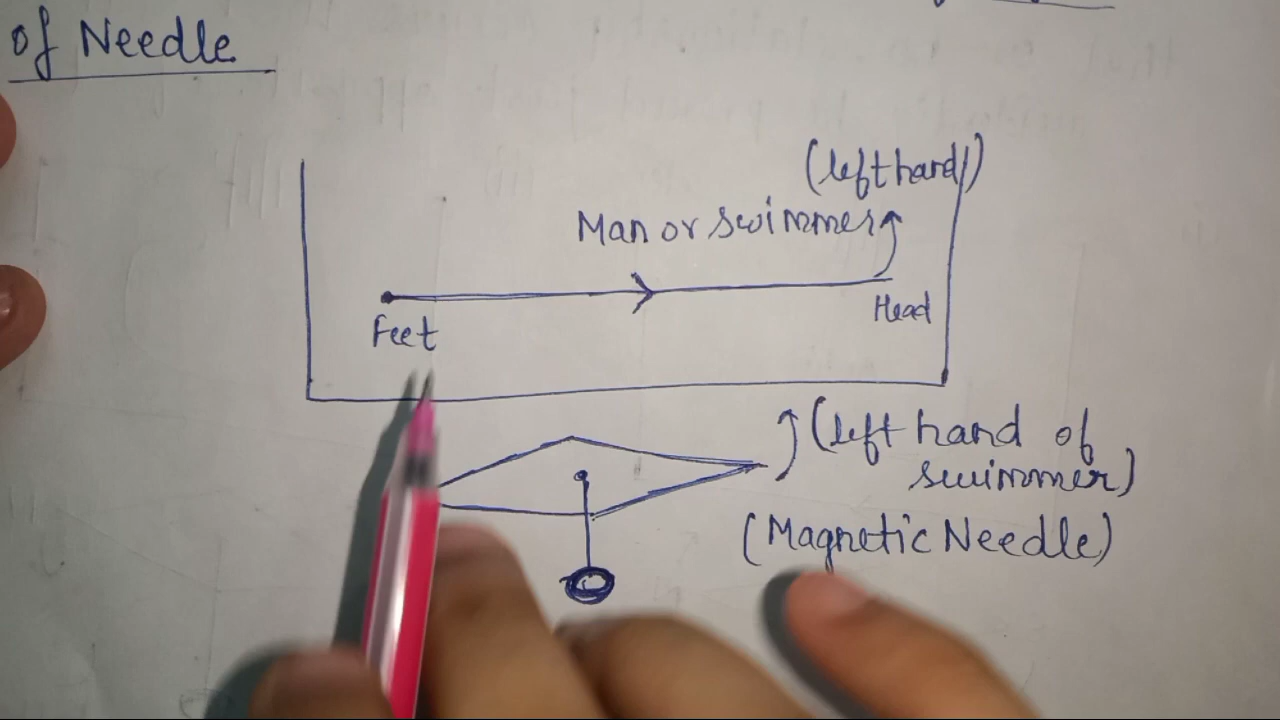 of Needle
(left hand)
Man or swimmer
Head
Feet
(left hand of
swimmer)
(Magnetic Needle)